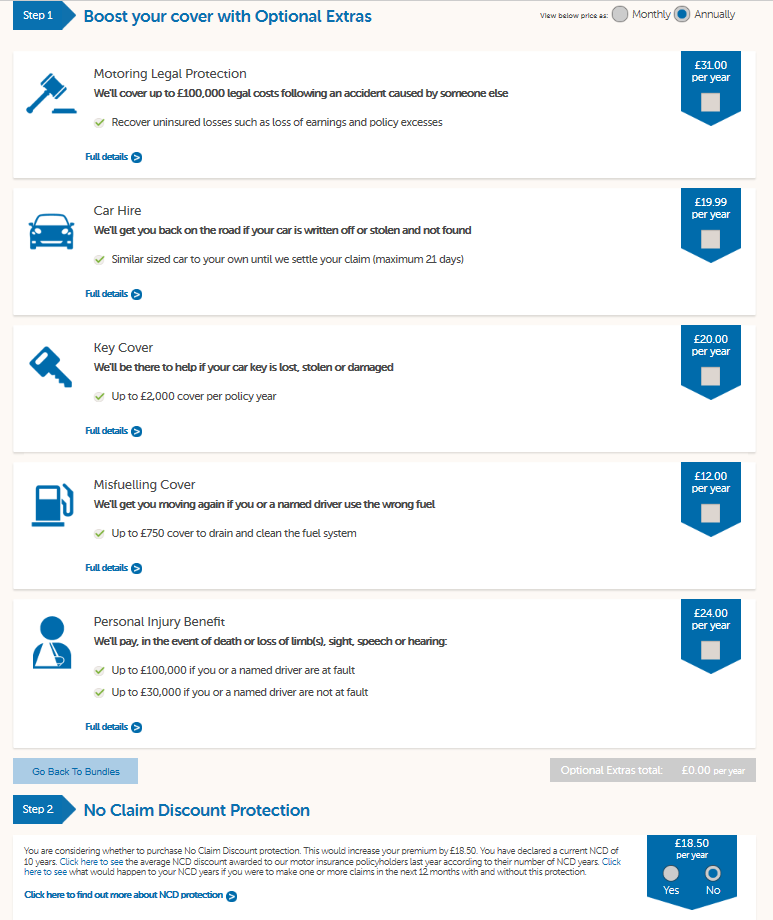 Step 1
Boost your cover with Optional Extras
View below price as:
Monthly
Annually
Motoring Legal Protection
We'll cover up to £100,000 legal costs following an accident caused by someone else
Recover uninsured losses such as loss of earnings and policy excesses
Full details
£31.00
per year
Car Hire
We'll get you back on the road if your car is written off or stolen and not found
Similar sized car to your own until we settle your claim (maximum 21 days)
Full details
£19.99
per year
Key Cover
We'll be there to help if your car key is lost, stolen or damaged
Up to £2,000 cover per policy year
Full details
£20.00
per year
Misfuelling Cover
We'll get you moving again if you or a named driver use the wrong fuel
Up to £750 cover to drain and clean the fuel system
Full details
£12.00
per year
Personal Injury Benefit
We'll pay, in the event of death or loss of limb(s), sight, speech or hearing:
Up to £100,000 if you or a named driver are at fault
Up to £30,000 if you or a named driver are not at fault
Full details
£24.00
per year
Go Back To Bundles
Optional Extras total: £0.00 per year
Step 2
No Claim Discount Protection
You are considering whether to purchase No Claim Discount protection. This would increase your premium by £18.50. You have declared a current NCD of
10 years. Click here to see the average NCD discount awarded to our motor insurance policyholders last year according to their number of NCD years. Click
here to see what would happen to your NCD years if you were to make one or more claims in the next 12 months with and without this protection.
Click here to find out more about NCD protection
£18.50
per year
Yes
No